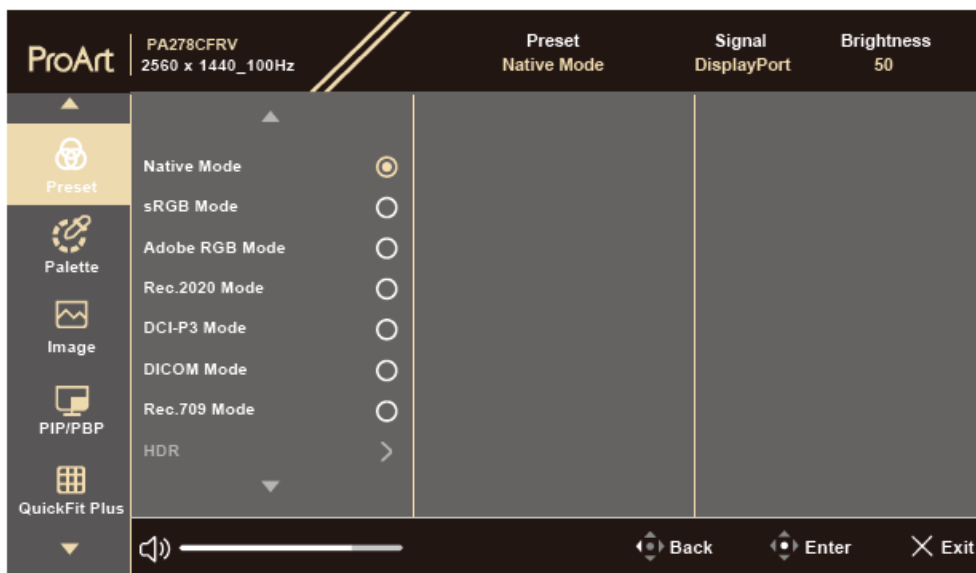 ProArt
PA278CFRV
2560 x 1440_100Hz
Preset
Native Mode
Signal
DisplayPort
Brightness
50
Preset
Palette
Image
PIP/PBP
QuickFit Plus
Native Mode
sRGB Mode
Adobe RGB Mode
Rec.2020 Mode
DCI-P3 Mode
DICOM Mode
Rec.709 Mode
HDR
Back
Enter
Exit